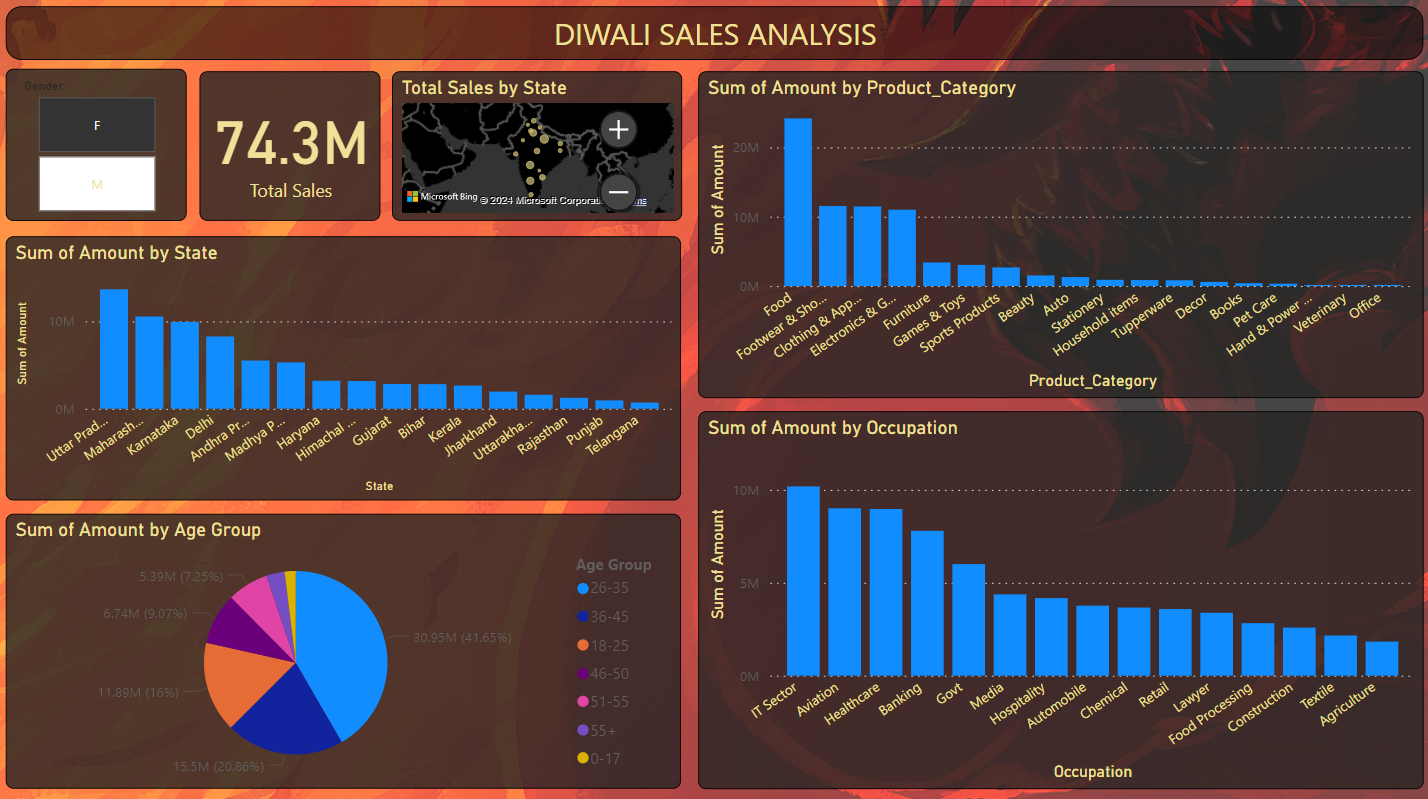 DIWALI SALES ANALYSIS
Gender
F
M
74.3M
Total Sales
Total Sales by State
+
−
Microsoft Bing
© 2024 Microsoft Corporati
Sum of Amount by State
Sum of Amount
10M
0M
Uttar Prad...
Maharash...
Karnataka
Delhi
Andhra Pr...
Madhya P...
Haryana
Himachal ...
Gujarat
Bihar
Kerala
Jharkhand
Uttarakha...
Rajasthan
Punjab
Telangana
State
Sum of Amount by Age Group
5.39M (7.25%)
6.74M (9.07%)
11.89M (16%)
15.5M (20.86%)
30.95M (41.65%)
Age Group
26-35
36-45
18-25
46-50
51-55
55+
0-17
Sum of Amount by Product_Category
Sum of Amount
20M
10M
0M
Food
Footwear & Sho...
Clothing & App...
Electronics & G...
Furniture
Games & Toys
Sports Products
Beauty
Auto
Stationery
Household items
Tupperware
Decor
Books
Pet Care
Hand & Power ...
Veterinary
Office
Product_Category
Sum of Amount by Occupation
Sum of Amount
10M
5M
0M
IT Sector
Aviation
Healthcare
Banking
Govt
Media
Hospitality
Automobile
Chemical
Retail
Lawyer
Food Processing
Construction
Textile
Agriculture
Occupation